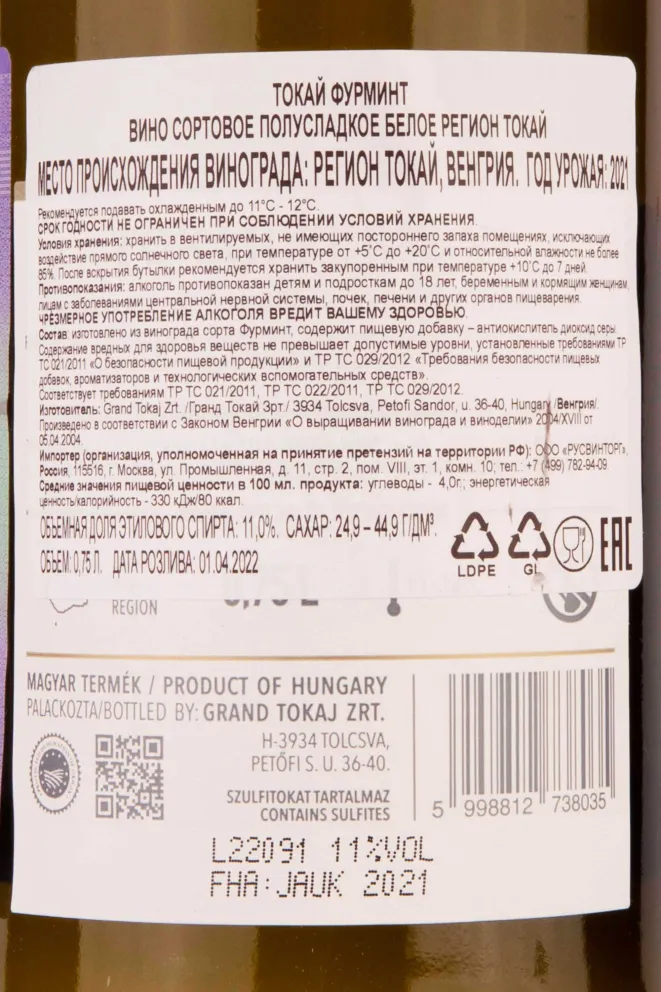 ТОКАЙ ФУРМИНТ
ВИНО СОРТОВОЕ ПОЛУСЛАДКОЕ БЕЛОЕ РЕГИОН ТОКАЙ
МЕСТО ПРОИСХОЖДЕНИЯ ВИНОГРАДА: РЕГИОН ТОКАЙ, ВЕНГРИЯ. ГОД УРОЖАЯ: 2021
Рекомендуется подавать охлажденным до 11°С - 12°С.
СРОК ГОДНОСТИ НЕ ОГРАНИЧЕН ПРИ СОБЛЮДЕНИИ УСЛОВИЙ ХРАНЕНИЯ.
Условия хранения: хранить в вентилируемых, не имеющих постороннего запаха помещениях, исключающих
воздействие прямого солнечного света, при температуре от +5°С до +20°С и относительной влажности не более
85%. После вскрытия бутылки рекомендуется хранить закупоренным при температуре +10°С до 7 дней.
Противопоказания: алкоголь противопоказан детям и подросткам до 18 лет, беременным и кормящим женщинам,
лицам с заболеваниями центральной нервной системы, почек, печени и других органов пищеварения.
ЧРЕЗМЕРНОЕ УПОТРЕБЛЕНИЕ АЛКОГОЛЯ ВРЕДИТ ВАШЕМУ ЗДОРОВЬЮ.
Состав: изготовлено из винограда сорта Фурминт, содержит пищевую добавку – антиокислитель диоксид серы.
Содержание вредных для здоровья веществ не превышает допустимые уровни, установленные требованиями ТР
ТС 021/2011 «О безопасности пищевой продукции» и ТР ТС 029/2012 «Требования безопасности пищевых
добавок, ароматизаторов и технологических вспомогательных средств».
Соответствует требованиям ТР ТС 021/2011, ТР ТС 022/2011, ТР ТС 029/2012.
Изготовитель: Grand Tokaj Zrt. /Гранд Токай Зрт./ 3934 Tolcsva, Petofi Sandor, u. 36-40, Hungary /Венгрия/.
Произведено в соответствии с Законом Венгрии «О выращивании винограда и виноделии» 2004/XVIII от
05.04.2004.
Импортер (организация, уполномоченная на принятие претензий на территории РФ): ООО «РУСВИНТОРГ»,
Россия, 115516, г. Москва, ул. Промышленная, д. 11, стр. 2, пом. VIII, эт. 1, комн. 10; тел.: +7 (499) 782-94-09
Средние значения пищевой ценности в 100 мл. продукта: углеводы - 4,0г.; энергетическая
ценность/калорийность - 330 кДж/80 ккал.
ОБЪЕМНАЯ ДОЛЯ ЭТИЛОВОГО СПИРТА: 11,0%. САХАР: 24,9 – 44,9 Г/ДМ³.
ОБЪЕМ: 0,75 Л. ДАТА РОЗЛИВА: 01.04.2022
LDPE GL EAC
REGION 0,75 L
MAGYAR TERMÉK / PRODUCT OF HUNGARY
PALACKOZTA/BOTTLED BY: GRAND TOKAJ ZRT.
H-3934 TOLCSVA,
PETŐFI S. U. 36-40.
SZULFITOKAT TARTALMAZ
CONTAINS SULFITES
5 998812 738035
L22091 11%VOL
FHA:JAUK 2021